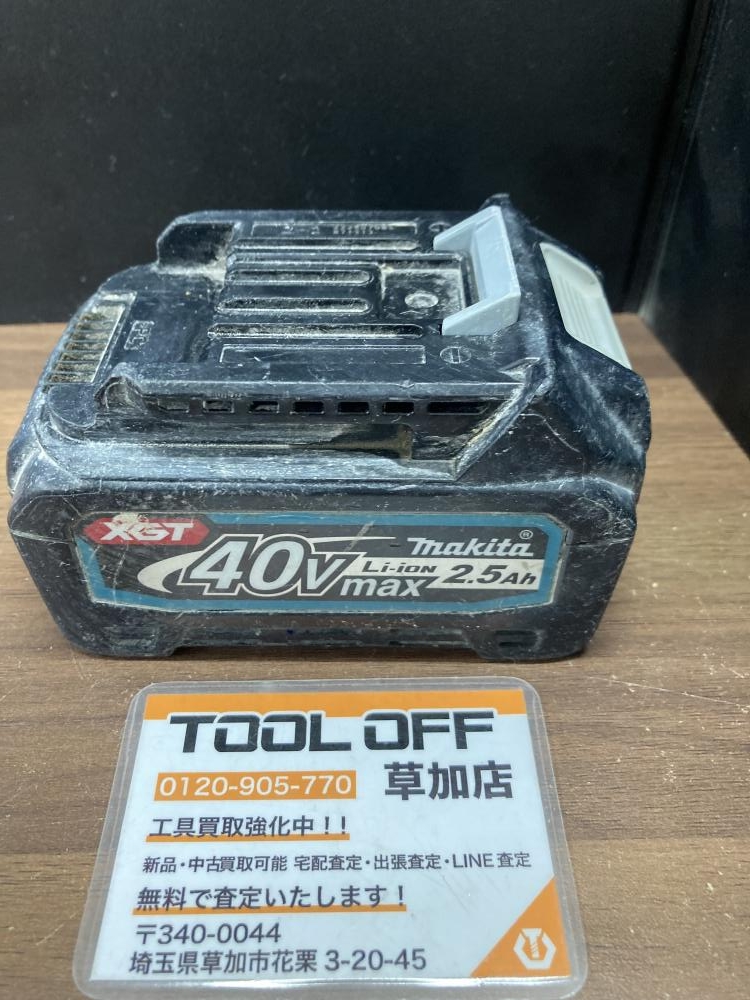 XGT
40Vmax
Li-ion 2.5Ah
makita®
TOOL OFF
0120-905-770 草加店
工具買取強化中!!
新品・中古買取可能 宅配査定・出張査定・LINE査定
無料で査定いたします!
〒340-0044
埼玉県草加市花栗 3-20-45